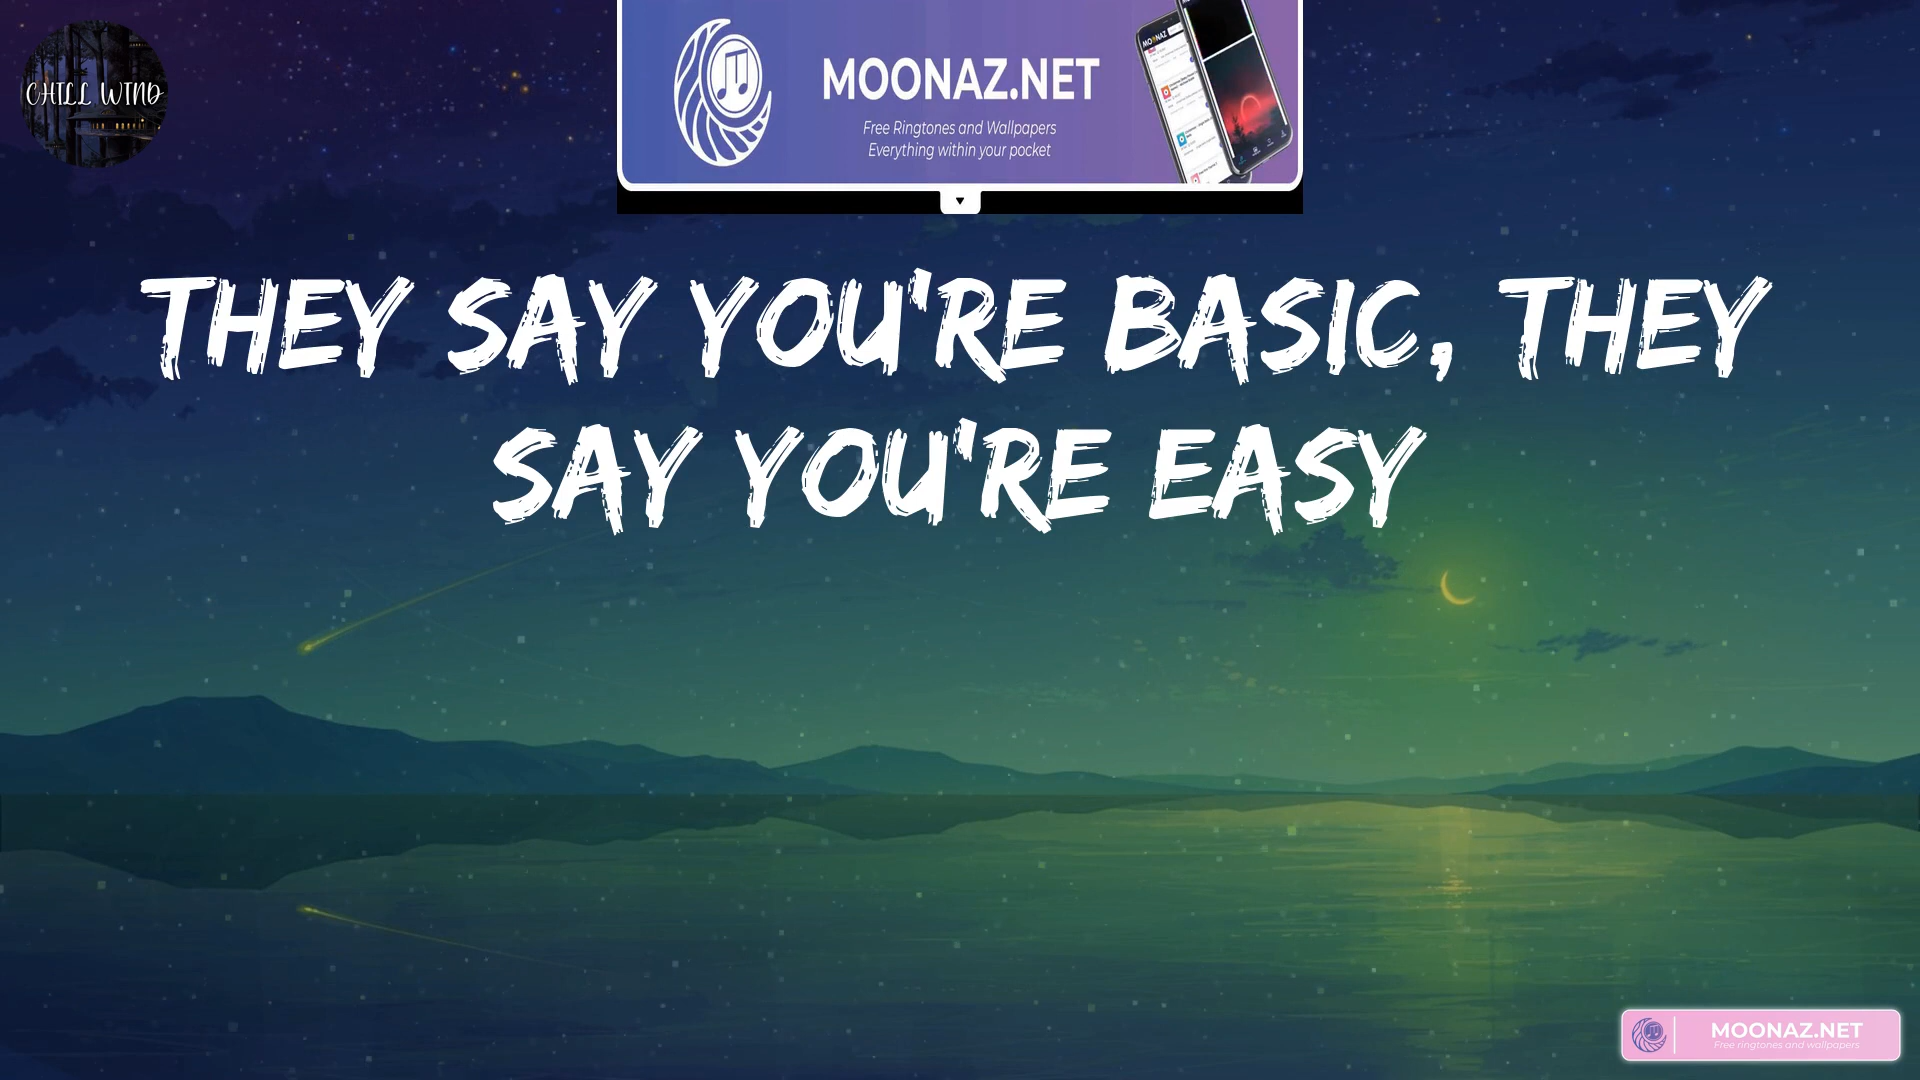 CHILL WIND
MOONAZ.NET
Free Ringtones and Wallpapers
Everything within your pocket
THEY SAY YOU'RE BASIC, THEY
SAY YOU'RE EASY
MOONAZ.NET
Free ringtones and wallpapers